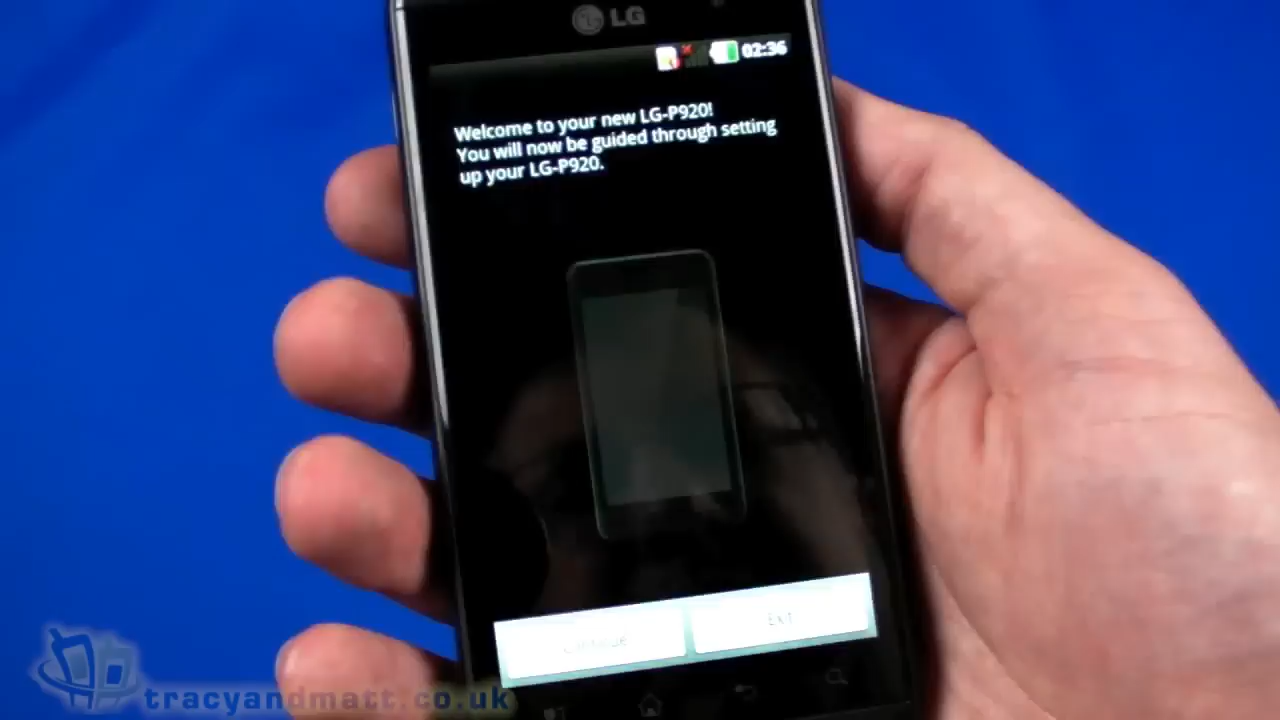 LG
02:36
Welcome to your new LG-P920!
You will now be guided through setting
up your LG-P920.
Continue
Exit
tracyandmatt.co.uk